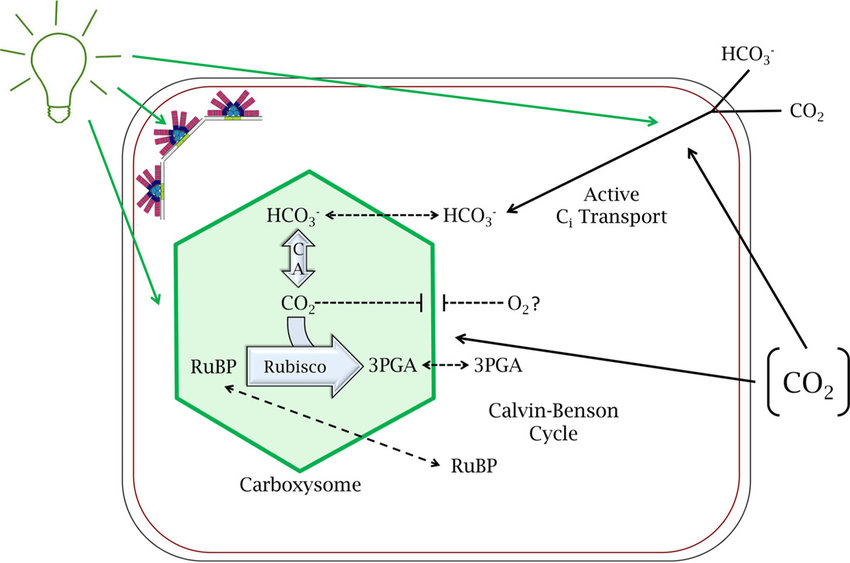 HCO₃⁻
CO₂
Active
Cᵢ Transport
HCO₃⁻
HCO₃⁻
C
A
CO₂
O₂?
RuBP
Rubisco
3PGA
3PGA
[CO₂]
Calvin-Benson
Cycle
RuBP
Carboxysome